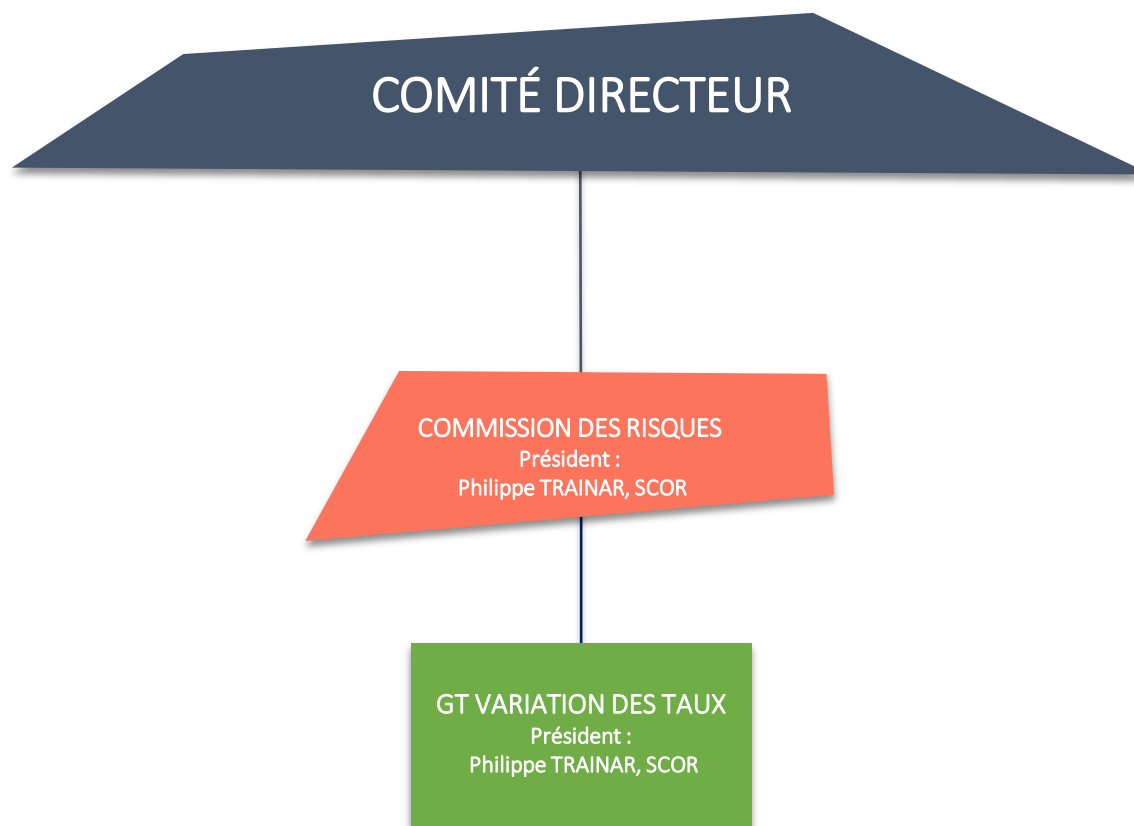 COMITÉ DIRECTEUR
COMMISSION DES RISQUES
Président :
Philippe TRAINAR, SCOR
GT VARIATION DES TAUX
Président :
Philippe TRAINAR, SCOR